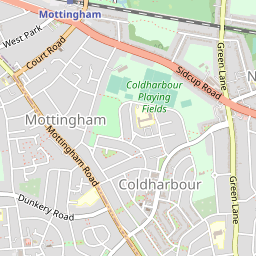 Mottingham
West Park
Court Road
Sidcup Road
Green Lane
N
Coldharbour
Playing
Fields
Mottingham
Mottingham Road
Coldharbour
Green Lane
Dunkery Road